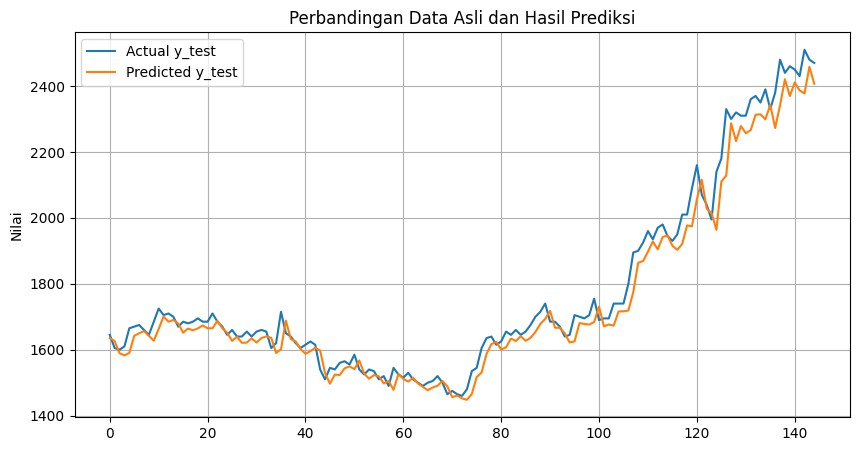 Perbandingan Data Asli dan Hasil Prediksi
Actual y_test
Predicted y_test
Nilai
2400
2200
2000
1800
1600
1400
0 20 40 60 80 100 120 140